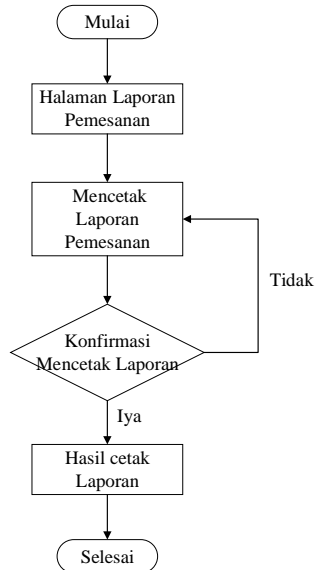 Mulai
Halaman Laporan
Pemesanan
Mencetak
Laporan
Pemesanan
Tidak
Konfirmasi
Mencetak Laporan
Iya
Hasil cetak
Laporan
Selesai